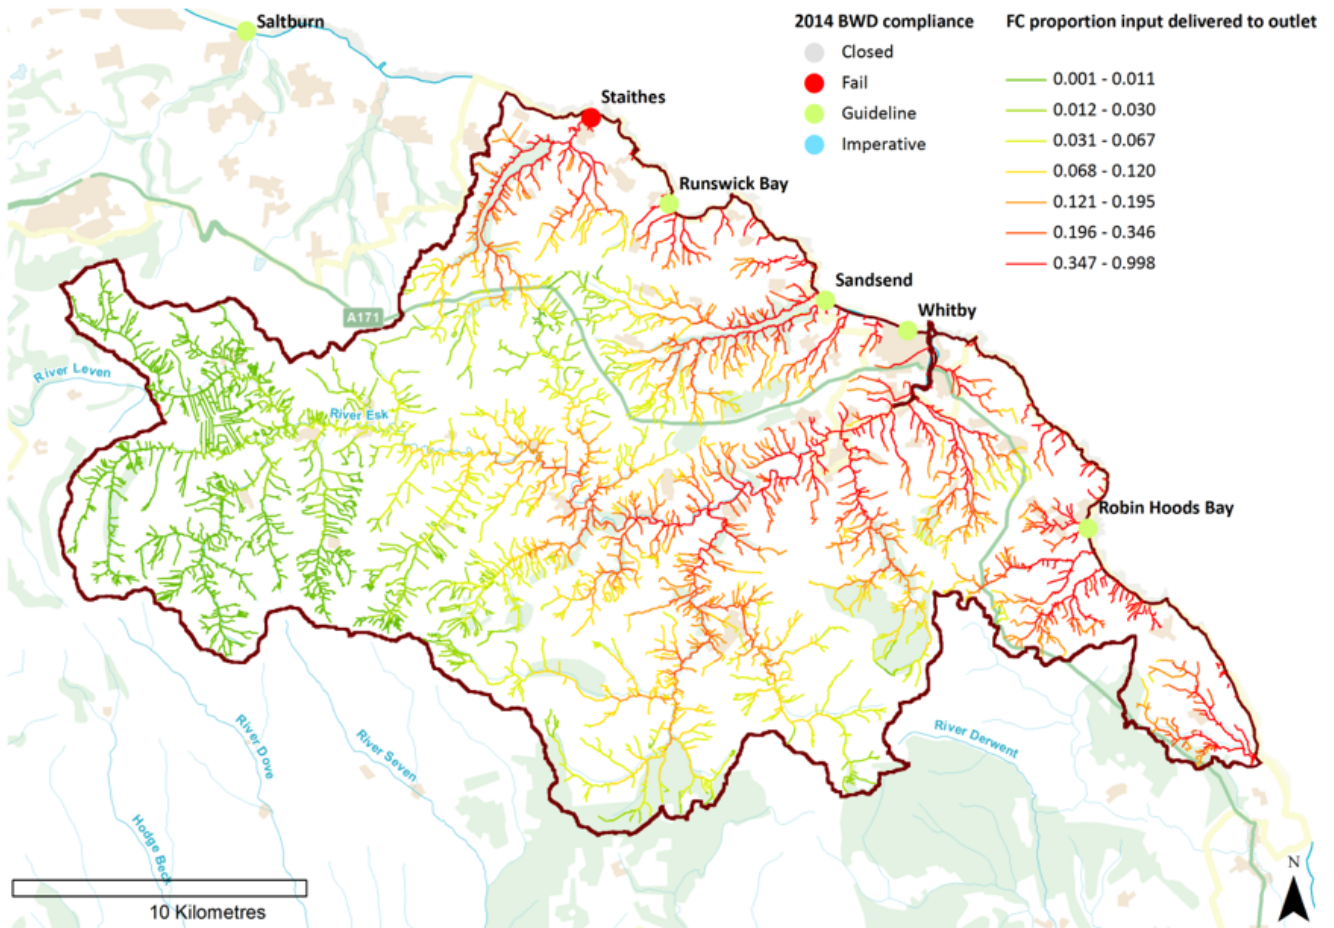 Saltburn
2014 BWD compliance
Closed
Fail
Guideline
Imperative
FC proportion input delivered to outlet
0.001 - 0.011
0.012 - 0.030
0.031 - 0.067
0.068 - 0.120
0.121 - 0.195
0.196 - 0.346
0.347 - 0.998
Staithes
Runswick Bay
Sandsend
Whitby
A171
River Leven
River Esk
Robin Hoods Bay
River Dove
River Seven
River Derwent
Hodge Beck
N
10 Kilometres